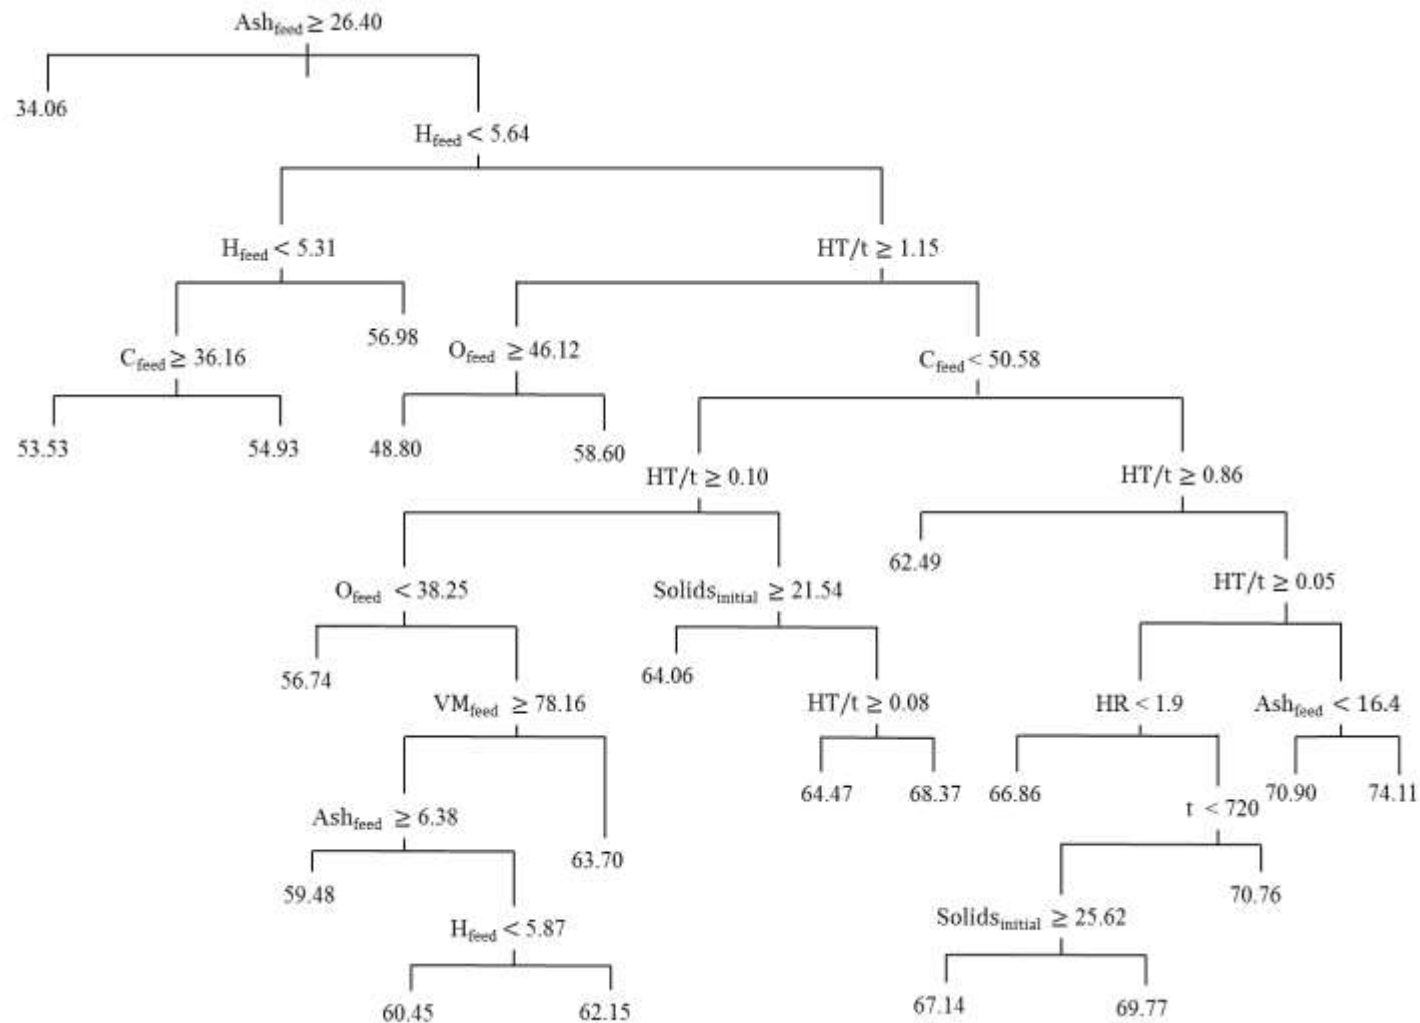 Ash_feed ≥ 26.40
34.06
H_feed < 5.64
H_feed < 5.31
HT/t ≥ 1.15
56.98
C_feed ≥ 36.16
O_feed ≥ 46.12
C_feed < 50.58
53.53
54.93
48.80
58.60
HT/t ≥ 0.10
HT/t ≥ 0.86
62.49
O_feed < 38.25
Solids_initial ≥ 21.54
HT/t ≥ 0.05
56.74
64.06
VM_feed ≥ 78.16
HT/t ≥ 0.08
HR < 1.9
Ash_feed < 16.4
64.47
68.37
66.86
70.90
74.11
Ash_feed ≥ 6.38
t < 720
63.70
59.48
70.76
H_feed < 5.87
Solids_initial ≥ 25.62
60.45
62.15
67.14
69.77